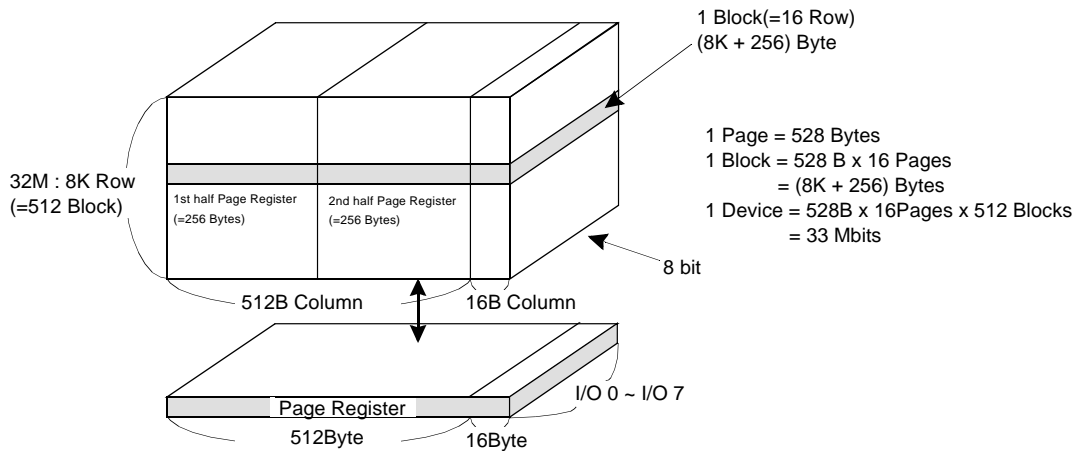 1 Block(=16 Row)
(8K + 256) Byte
1 Page = 528 Bytes
1 Block = 528 B x 16 Pages
= (8K + 256) Bytes
1 Device = 528B x 16Pages x 512 Blocks
= 33 Mbits
32M : 8K Row
(=512 Block)
1st half Page Register
(=256 Bytes)
2nd half Page Register
(=256 Bytes)
8 bit
512B Column
16B Column
I/O 0 ~ I/O 7
Page Register
512Byte
16Byte